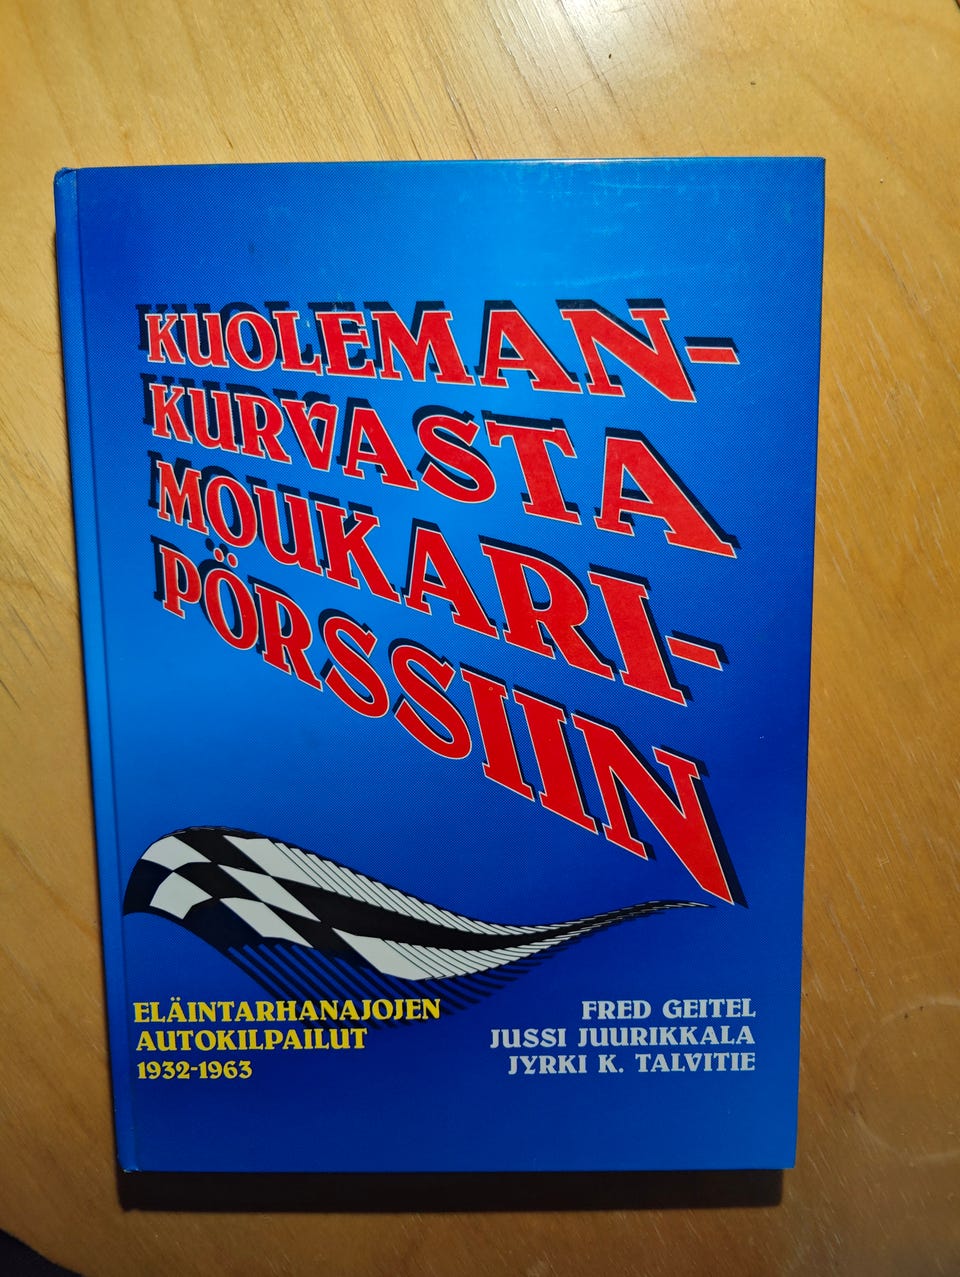 KUOLEMAN-
KURVASTA
MOUKARI-
PÖRSSIIN
ELÄINTARHANAJOJEN
AUTOKILPAILUT
1932-1963
FRED GEITEL
JUSSI JUURIKKALA
JYRKI K. TALVITIE